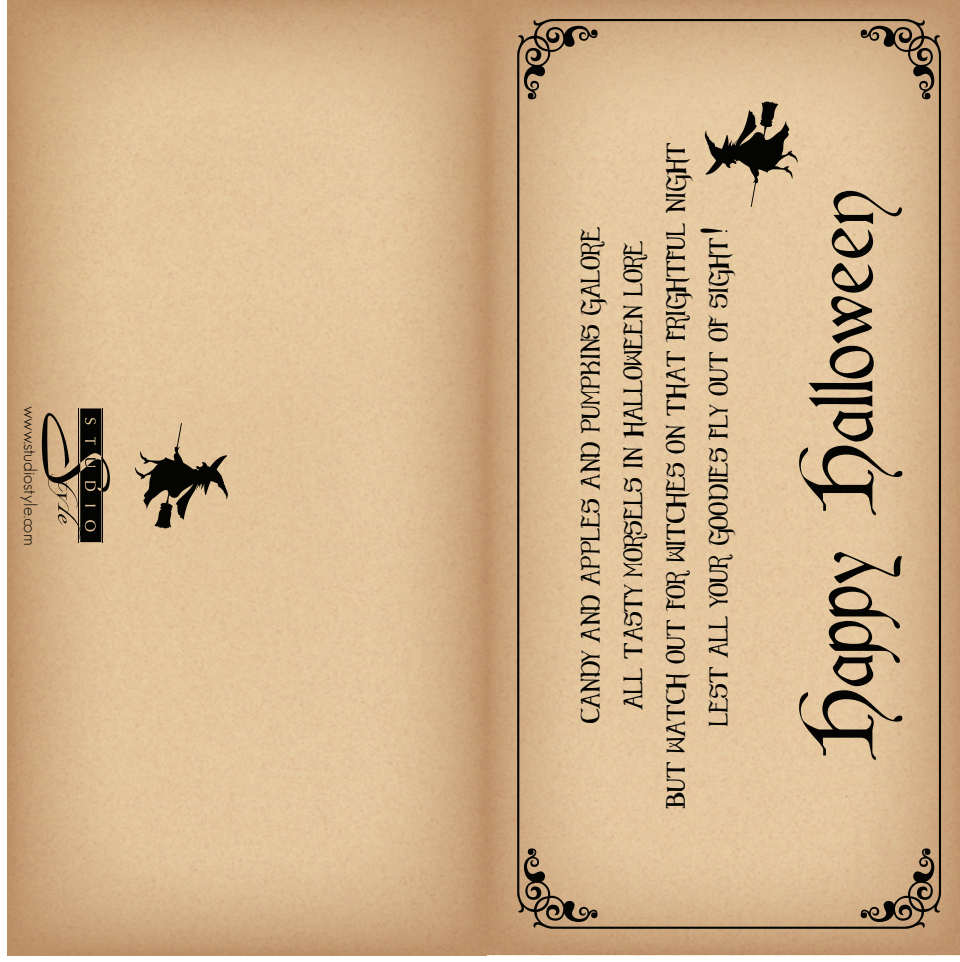 CANDY AND APPLES AND PUMPKINS GALORE
ALL TASTY MORSELS IN HALLOWEEN LORE
BUT WATCH OUT FOR WITCHES ON THAT FRIGHTFUL NIGHT
LEST ALL YOUR GOODIES FLY OUT OF SIGHT!
Happy Halloween
STUDIO
Style
www.studiostyle.com